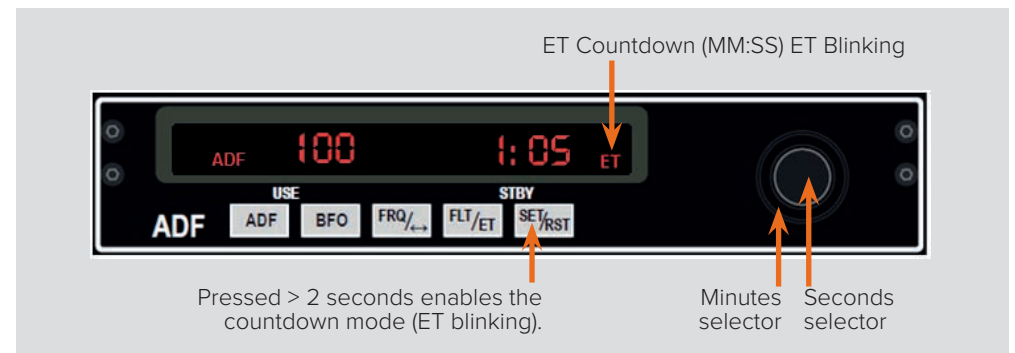 ET Countdown (MM:SS) ET Blinking
ADF 100 1:05 ET
USE STBY
ADF ADF BFO FRQ/↔ FLT/ET SET/RST
Pressed > 2 seconds enables the
countdown mode (ET blinking).
Minutes
selector
Seconds
selector